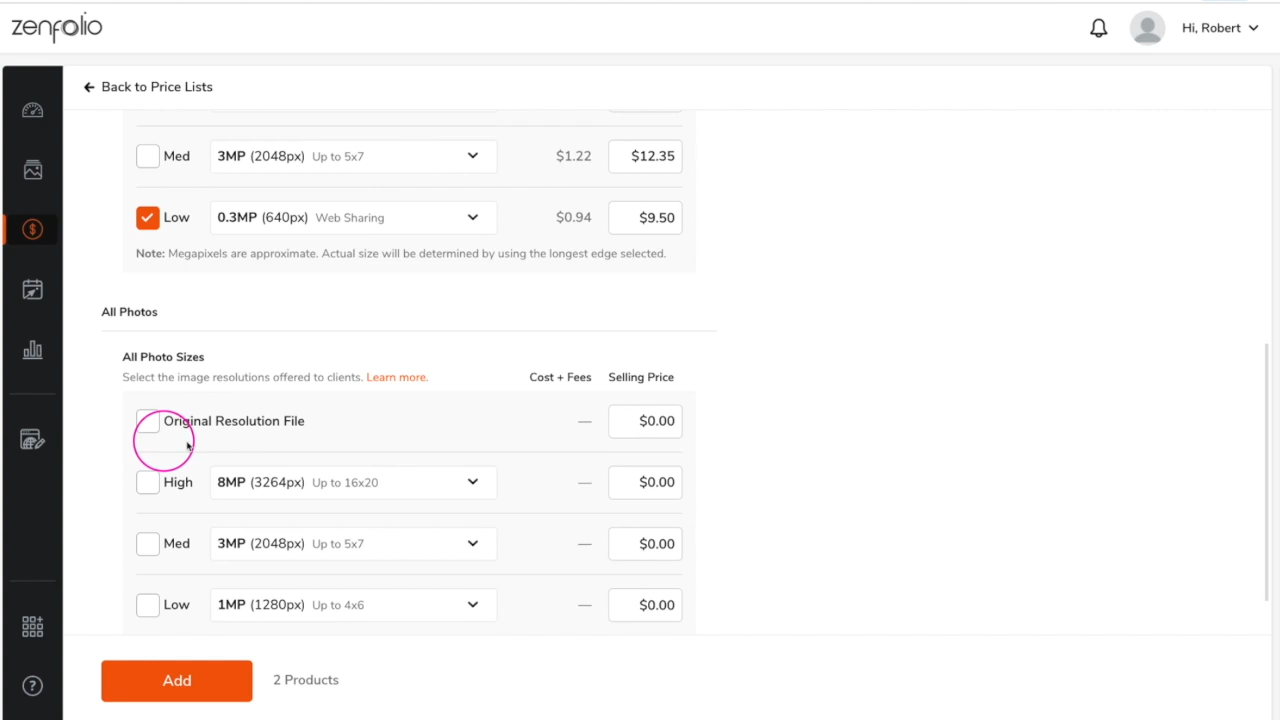 zenfolio
Hi, Robert
Back to Price Lists
Med 3MP (2048px) Up to 5x7 $1.22 $12.35
Low 0.3MP (640px) Web Sharing $0.94 $9.50
Note: Megapixels are approximate. Actual size will be determined by using the longest edge selected.
All Photos
All Photo Sizes
Select the image resolutions offered to clients. Learn more. Cost + Fees Selling Price
Original Resolution File — $0.00
High 8MP (3264px) Up to 16x20 — $0.00
Med 3MP (2048px) Up to 5x7 — $0.00
Low 1MP (1280px) Up to 4x6 — $0.00
Add 2 Products